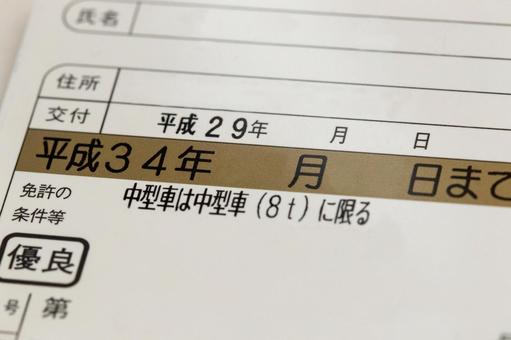 氏名
住所
交付 平成29年 月 日
平成34年 月 日まで
免許の条件等 中型車は中型車(8t)に限る
優良
号 第